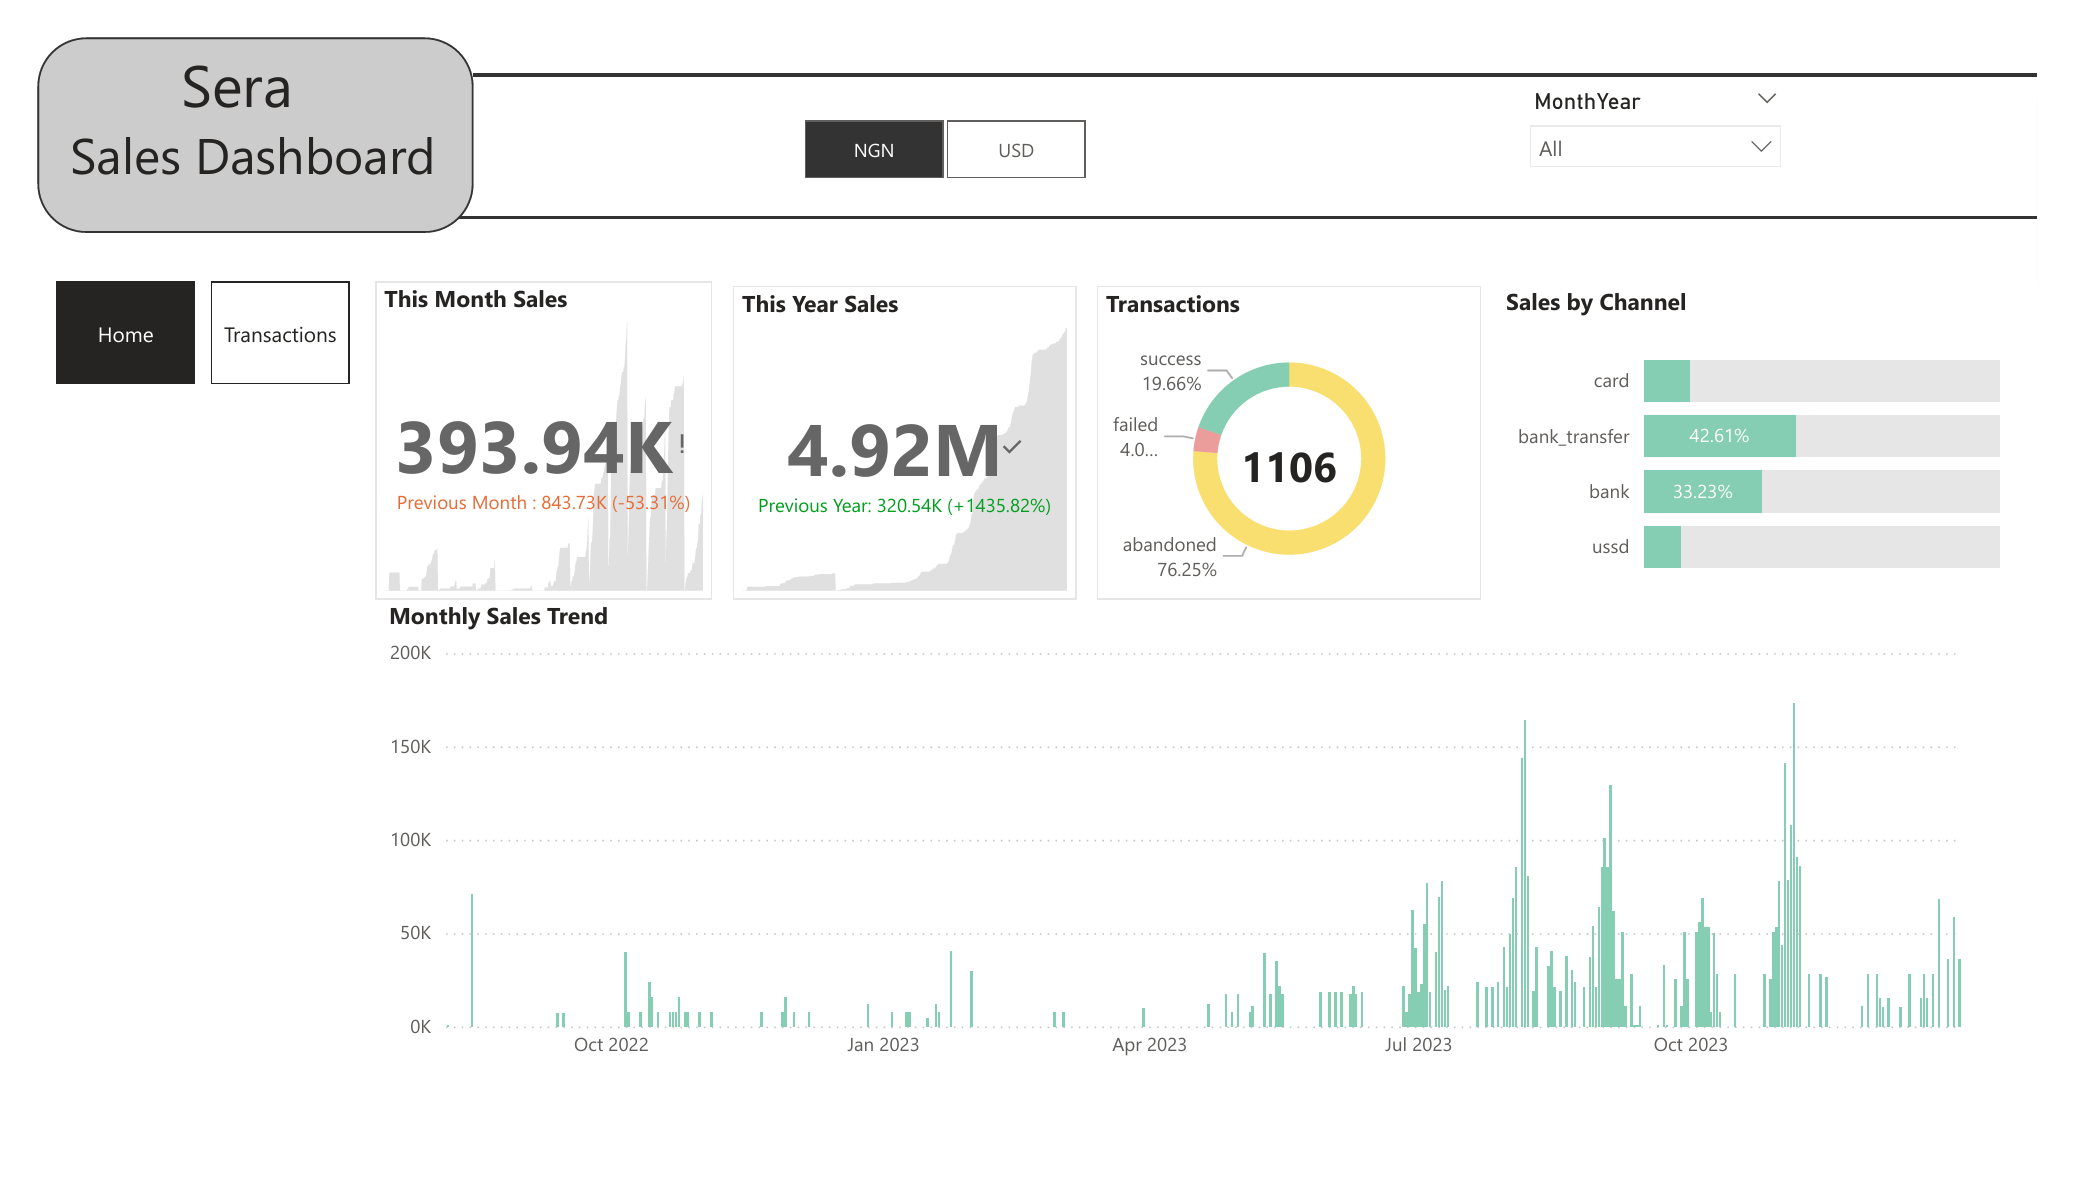 Sera
Sales Dashboard
NGN
USD
MonthYear
All
Home
Transactions
This Month Sales
393.94K!
Previous Month : 843.73K (-53.31%)
This Year Sales
4.92M
Previous Year: 320.54K (+1435.82%)
Transactions
success
19.66%
failed
4.0...
1106
abandoned
76.25%
Sales by Channel
card
bank_transfer
42.61%
bank
33.23%
ussd
Monthly Sales Trend
200K
150K
100K
50K
0K
Oct 2022
Jan 2023
Apr 2023
Jul 2023
Oct 2023